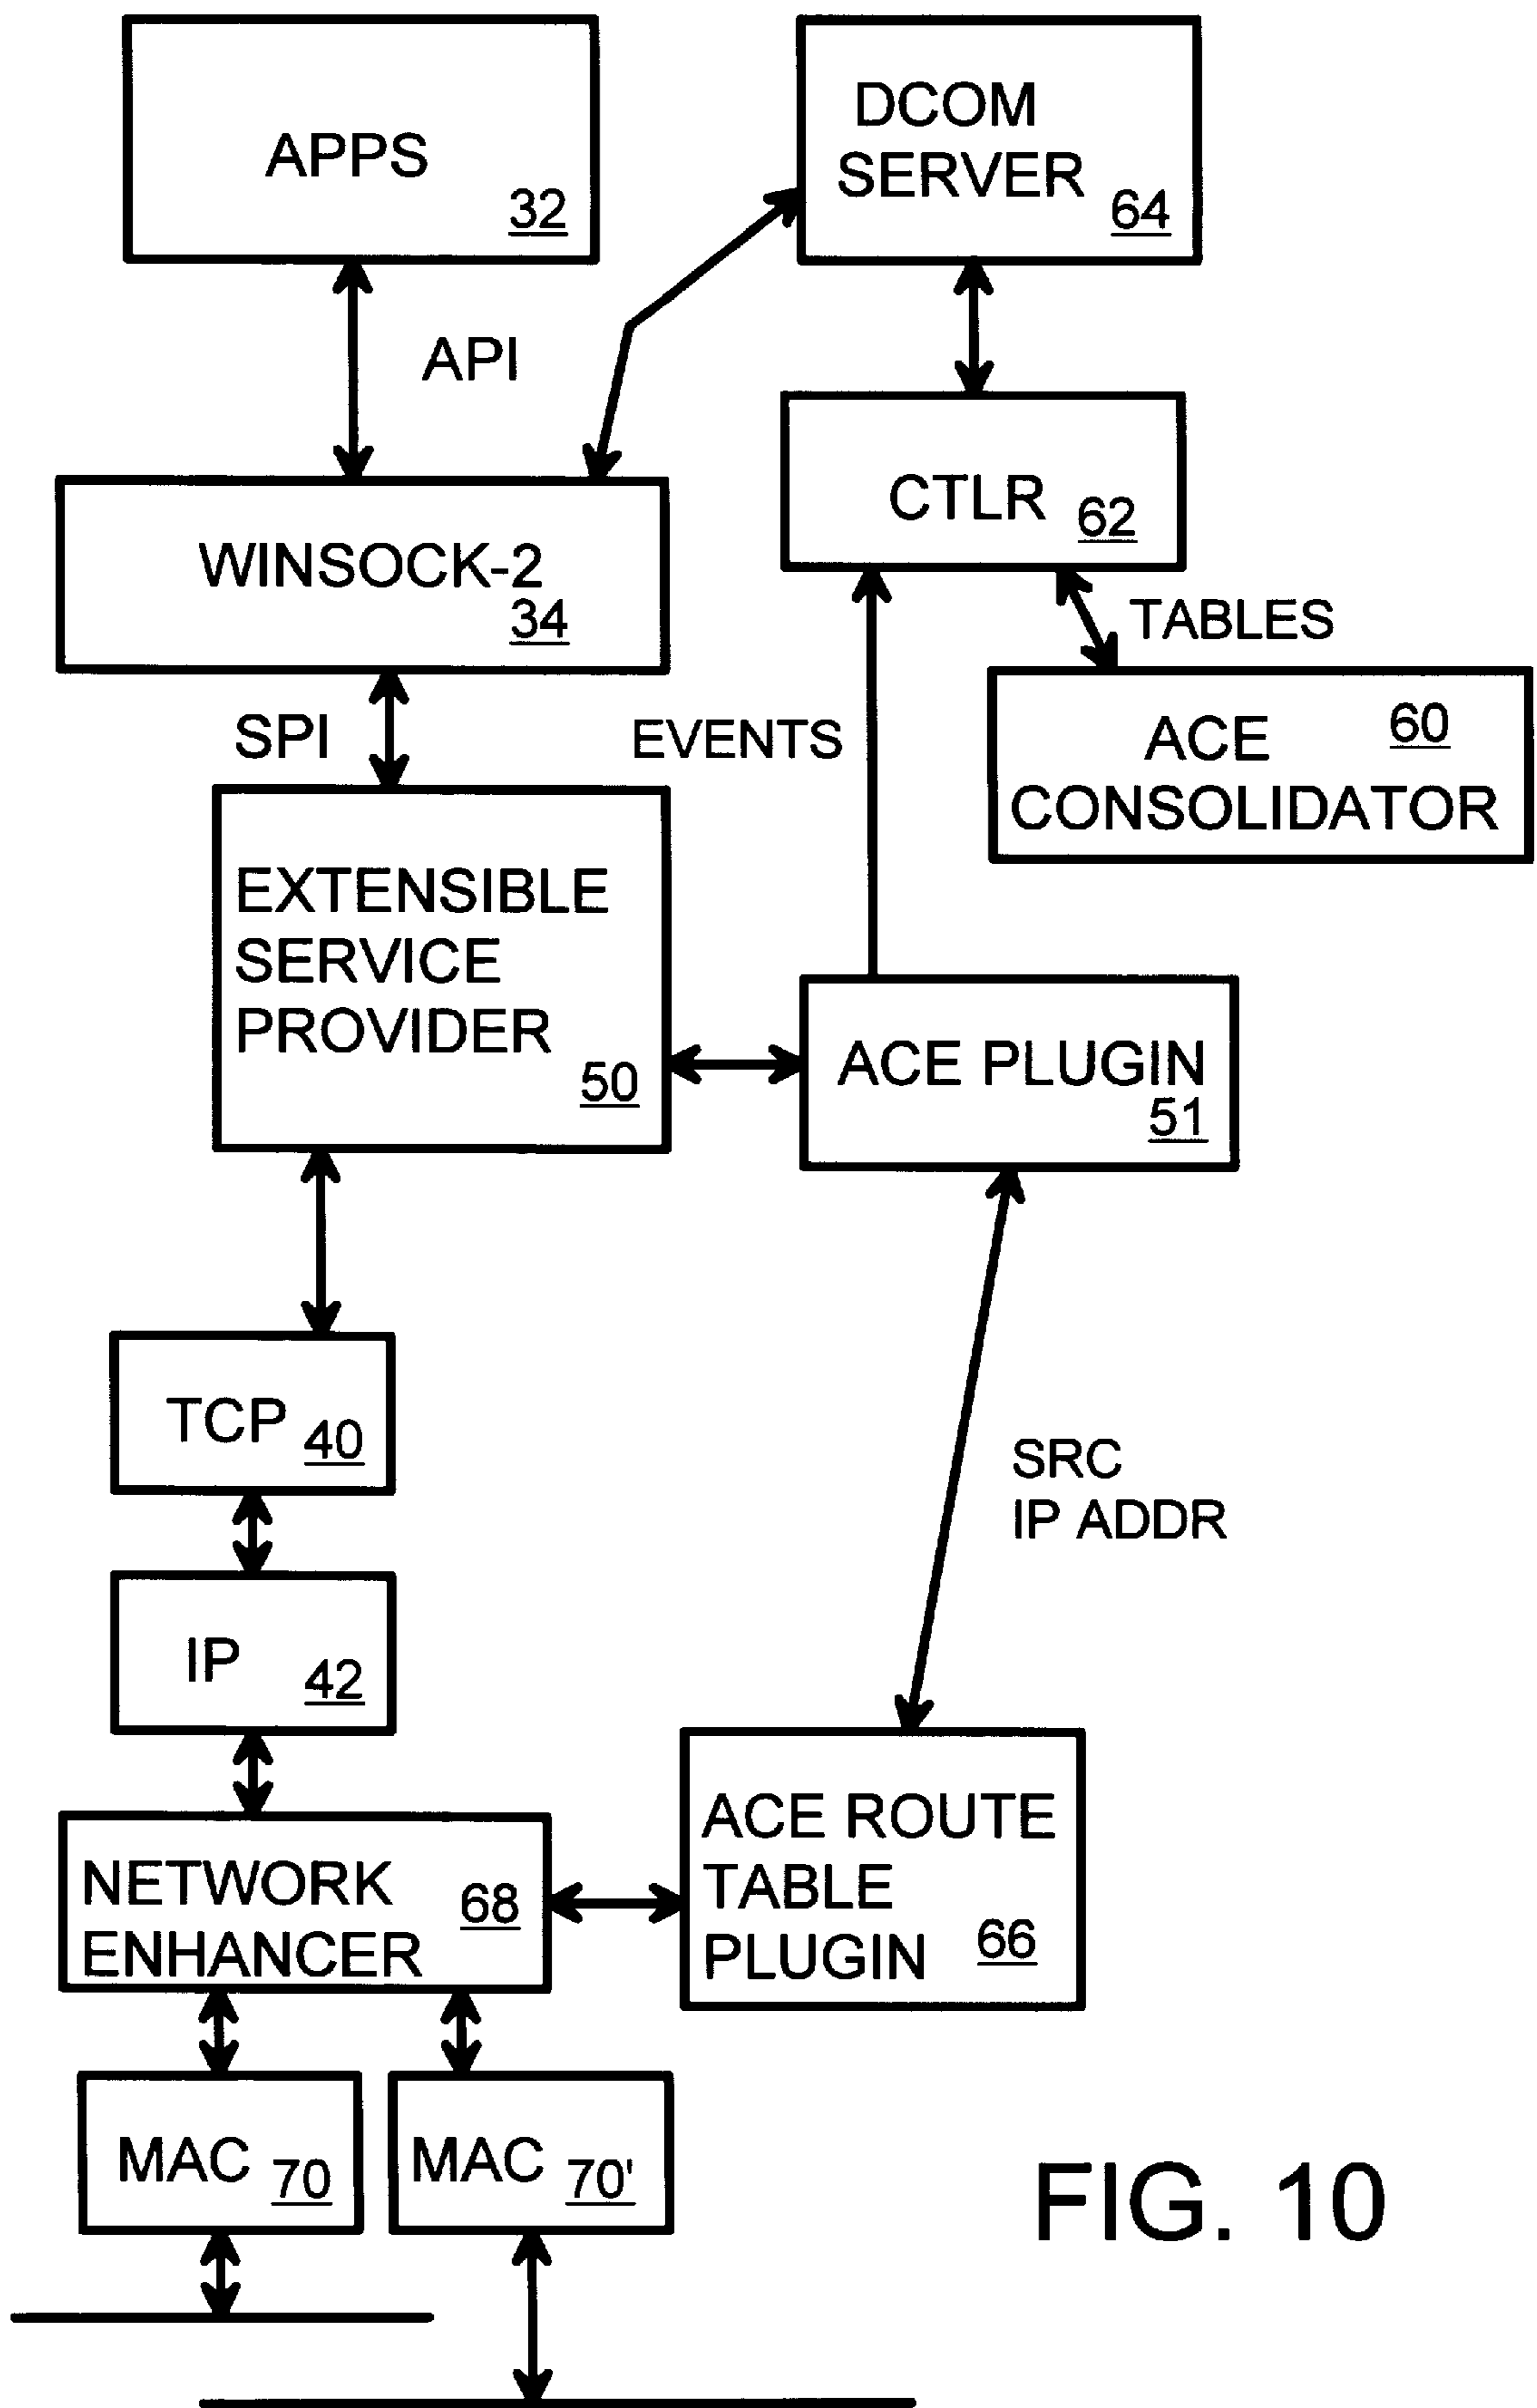 APPS
32
DCOM
SERVER
64
API
CTLR
62
WINSOCK-2
34
TABLES
SPI
EVENTS
ACE
CONSOLIDATOR
60
EXTENSIBLE
SERVICE
PROVIDER
50
ACE PLUGIN
51
TCP
40
SRC
IP ADDR
IP
42
NETWORK
ENHANCER
68
ACE ROUTE
TABLE
PLUGIN
66
MAC
70
MAC
70'
FIG. 10